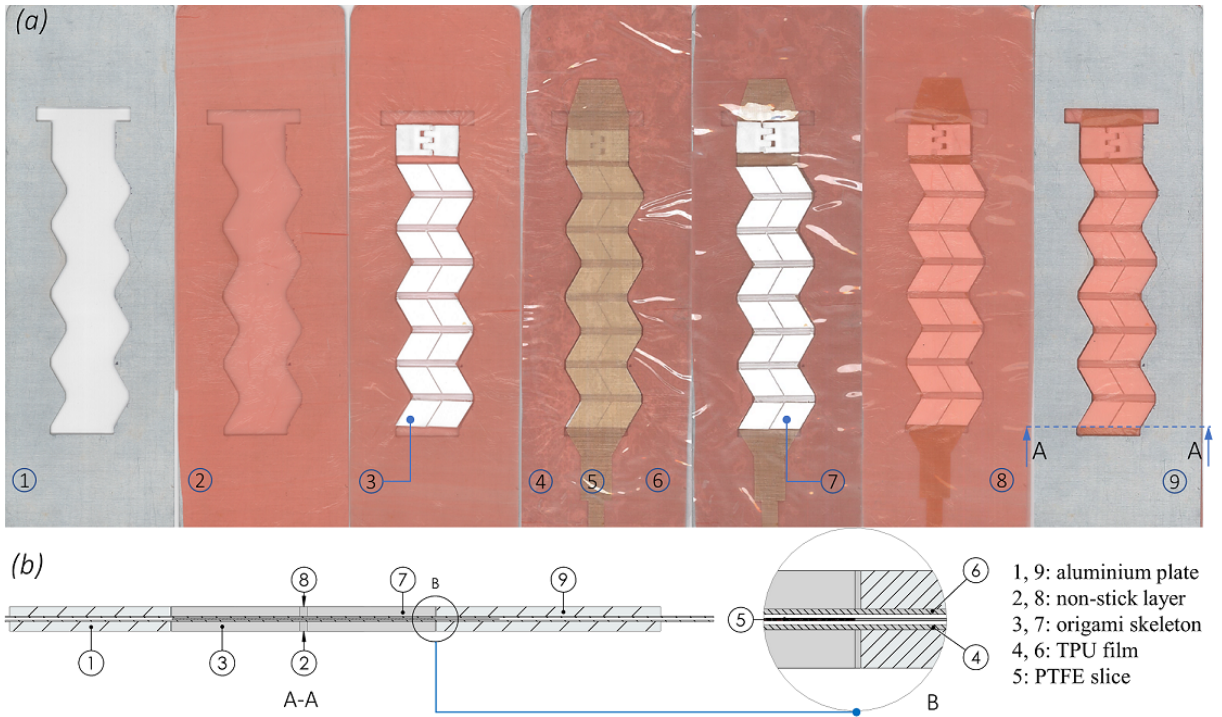 (a)
1
2
3
4
5
6
7
8
A
A
9
(b)
8
7
B
9
1
3
2
A-A
5
6
4
B
1, 9: aluminium plate
2, 8: non-stick layer
3, 7: origami skeleton
4, 6: TPU film
5: PTFE slice